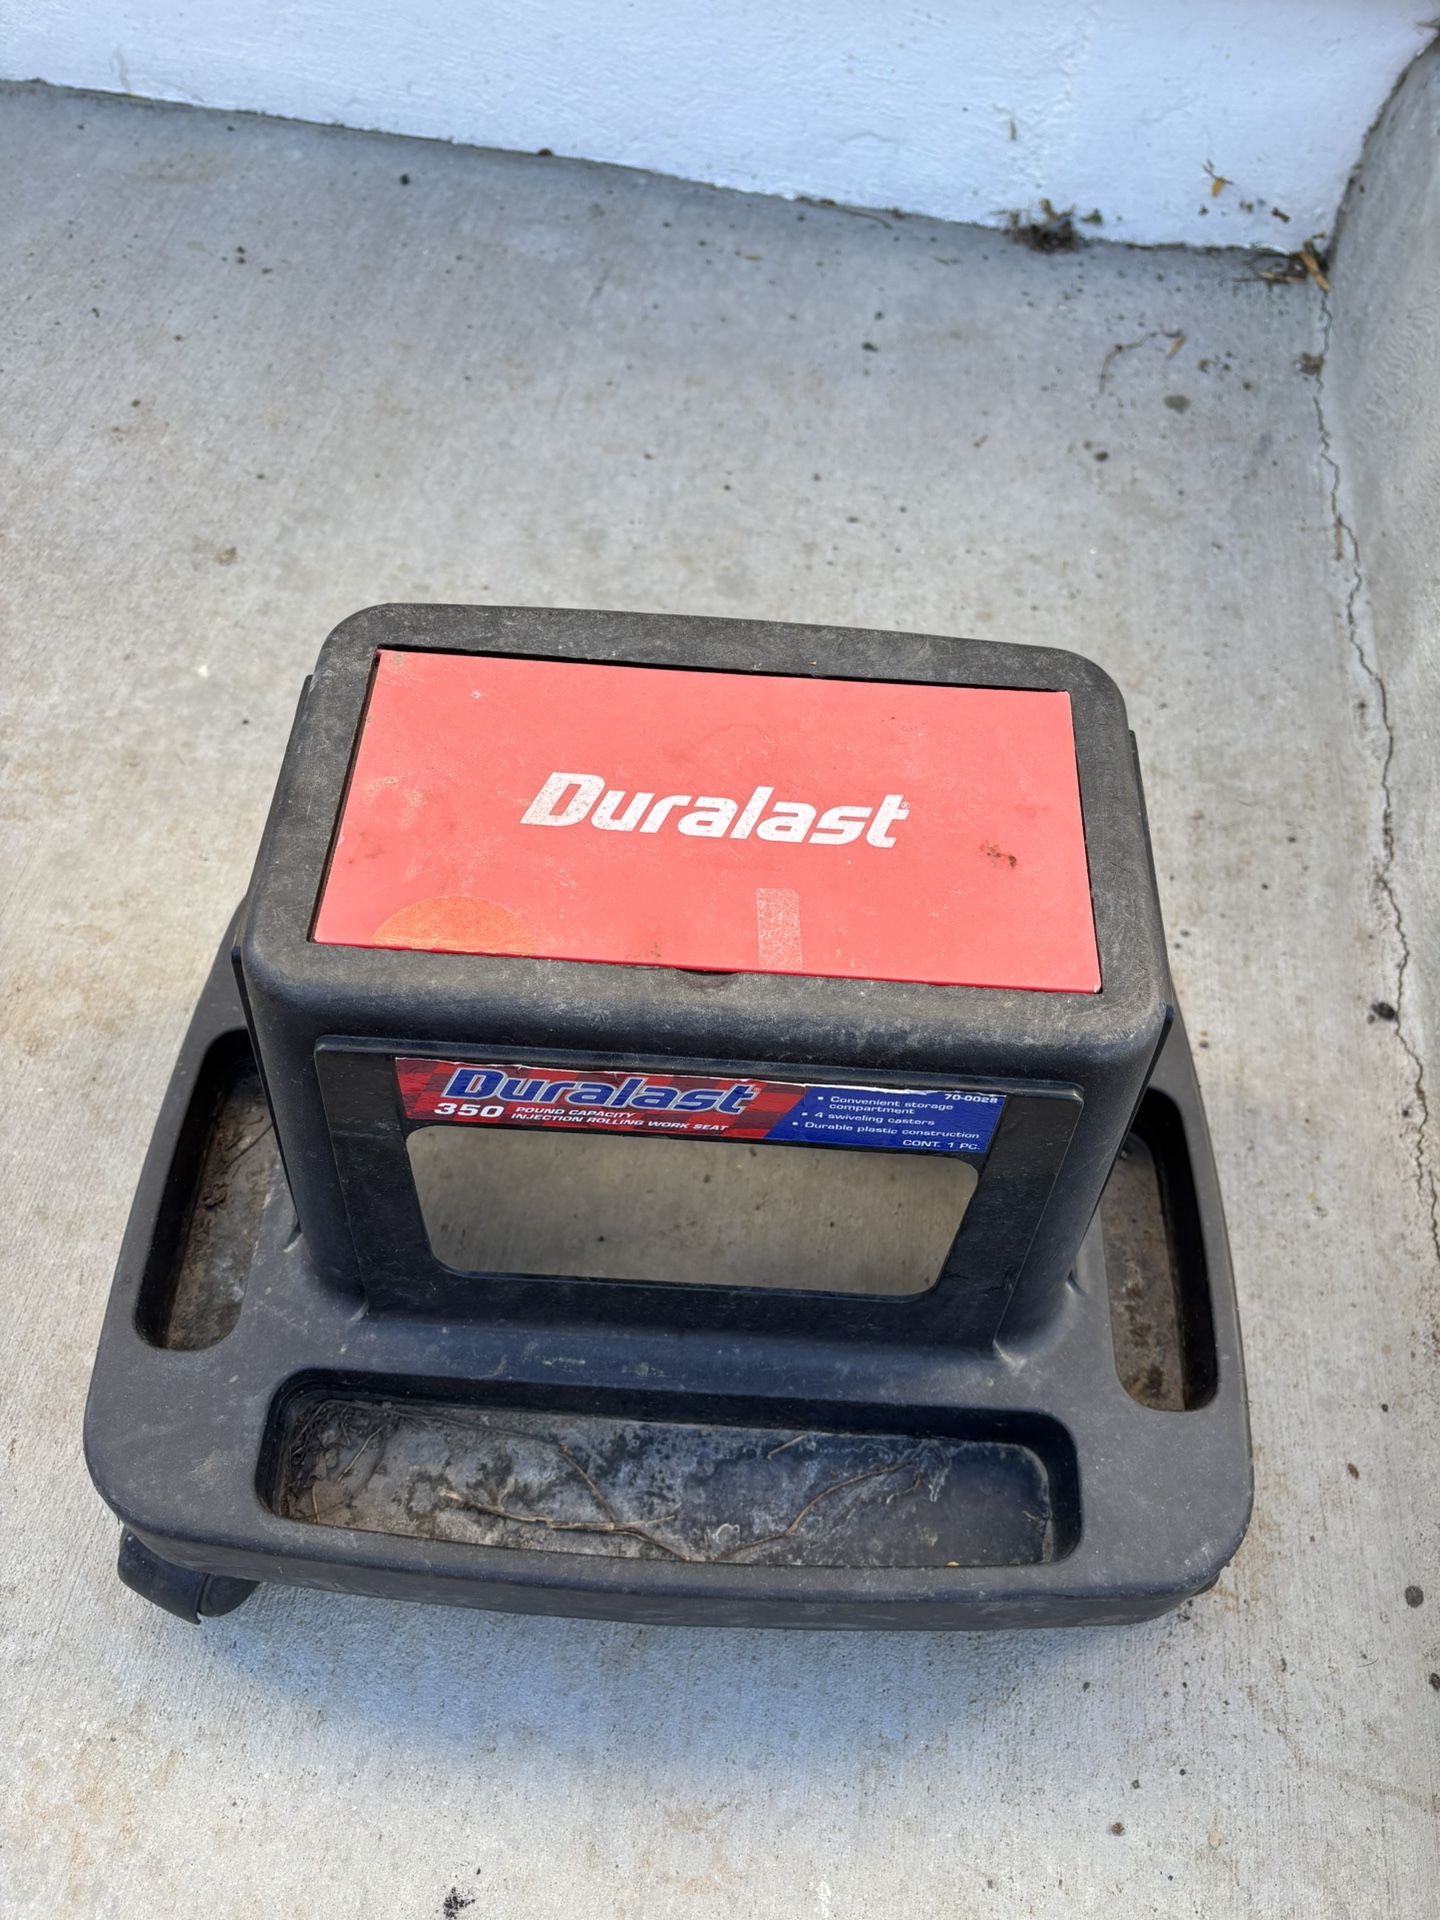 Duralast®
Duralast
70-0028
350 POUND CAPACITY
INJECTION ROLLING WORK SEAT
▪ Convenient storage
compartment
▪ 4 swiveling casters
▪ Durable plastic construction
CONT. 1 PC.